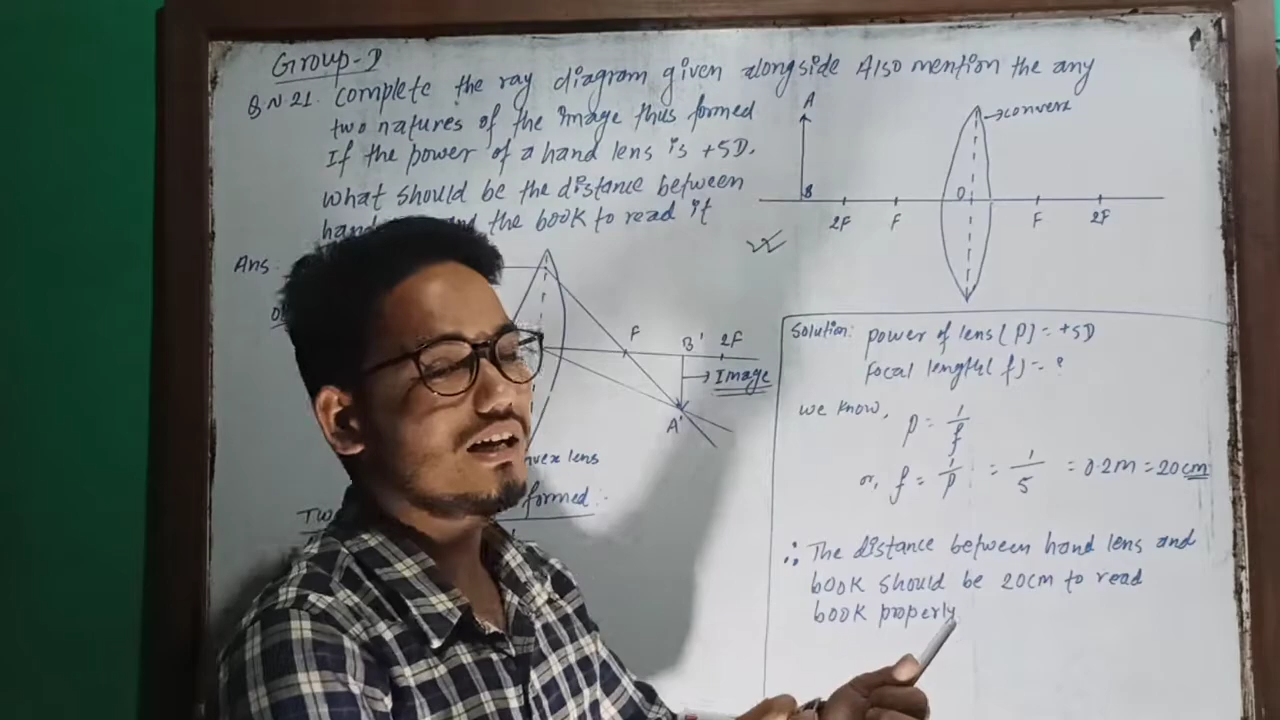 Group-D
Q.N.21. Complete the ray diagram given alongside Also mention the any
two natures of the image thus formed
If the power of a hand lens is +5D.
What should be the distance between
the book to read it
A
B
2F
F
O
F
2F
→convex
Ans
F
B'
2F
→ Image
A'
lens
formed:
Solution: power of lens (P) = +5D
Focal length (f) = ?
we know,
P = 1/f
or, f = 1/P = 1/5 = 0.2m = 20cm
∴ The distance between hand lens and
book should be 20cm to read
book properly